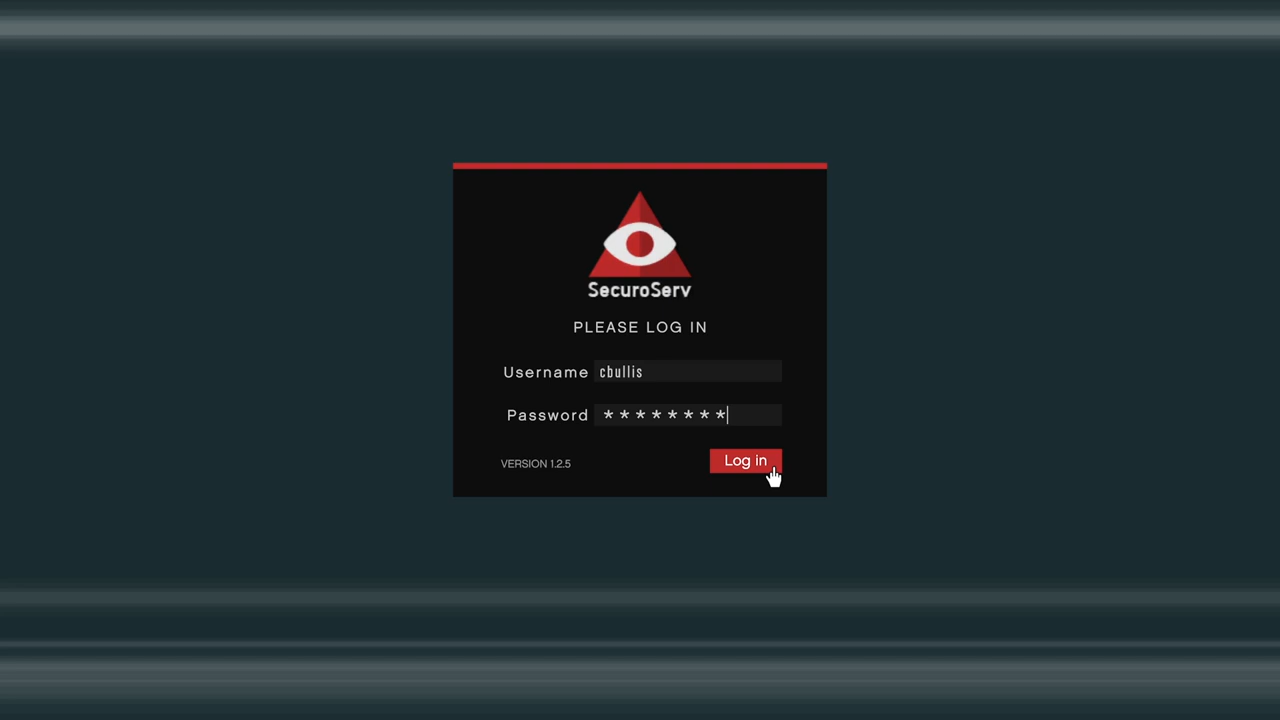 SecuroServ
PLEASE LOG IN
Username cbullis
Password ********
VERSION 1.2.5 Log in